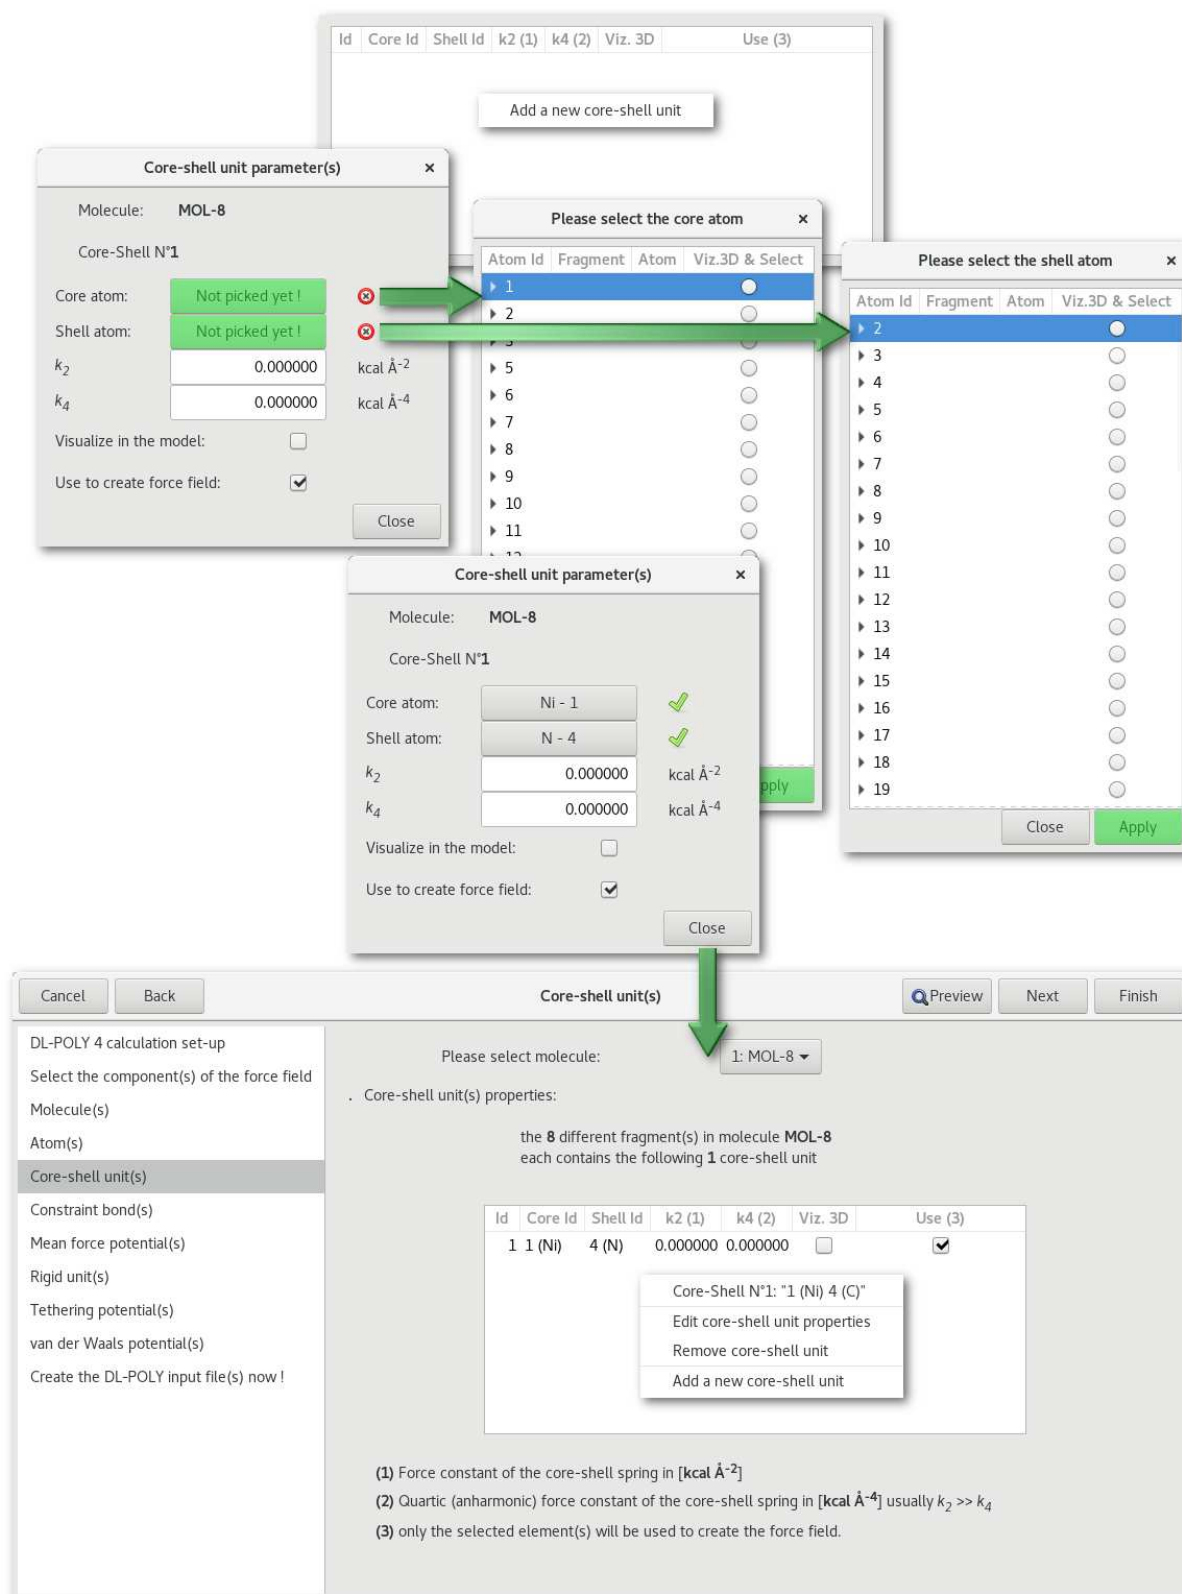 Id Core Id Shell Id k2 (1) k4 (2) Viz. 3D Use (3)
Add a new core-shell unit
Core-shell unit parameter(s) ×
Molecule: MOL-8
Core-Shell N°1
Core atom: Not picked yet !
Shell atom: Not picked yet !
k2 0.000000 kcal Å-2
k4 0.000000 kcal Å-4
Visualize in the model:
Use to create force field:
Close
Please select the core atom ×
Atom Id Fragment Atom Viz.3D & Select
1
2
5
6
7
8
9
10
11
Please select the shell atom ×
Atom Id Fragment Atom Viz.3D & Select
2
3
4
5
6
7
8
9
10
11
12
13
14
15
16
17
18
19
Close Apply
Core-shell unit parameter(s) ×
Molecule: MOL-8
Core-Shell N°1
Core atom: Ni - 1
Shell atom: N - 4
k2 0.000000 kcal Å-2
k4 0.000000 kcal Å-4
Visualize in the model:
Use to create force field:
Close
Cancel Back Core-shell unit(s) Preview Next Finish
DL-POLY 4 calculation set-up
Select the component(s) of the force field
Molecule(s)
Atom(s)
Core-shell unit(s)
Constraint bond(s)
Mean force potential(s)
Rigid unit(s)
Tethering potential(s)
van der Waals potential(s)
Create the DL-POLY input file(s) now !
Please select molecule: 1: MOL-8
. Core-shell unit(s) properties:
the 8 different fragment(s) in molecule MOL-8
each contains the following 1 core-shell unit
Id Core Id Shell Id k2 (1) k4 (2) Viz. 3D Use (3)
1 1 (Ni) 4 (N) 0.000000 0.000000
Core-Shell N°1: "1 (Ni) 4 (C)"
Edit core-shell unit properties
Remove core-shell unit
Add a new core-shell unit
(1) Force constant of the core-shell spring in [kcal Å-2]
(2) Quartic (anharmonic) force constant of the core-shell spring in [kcal Å-4] usually k2 >> k4
(3) only the selected element(s) will be used to create the force field.